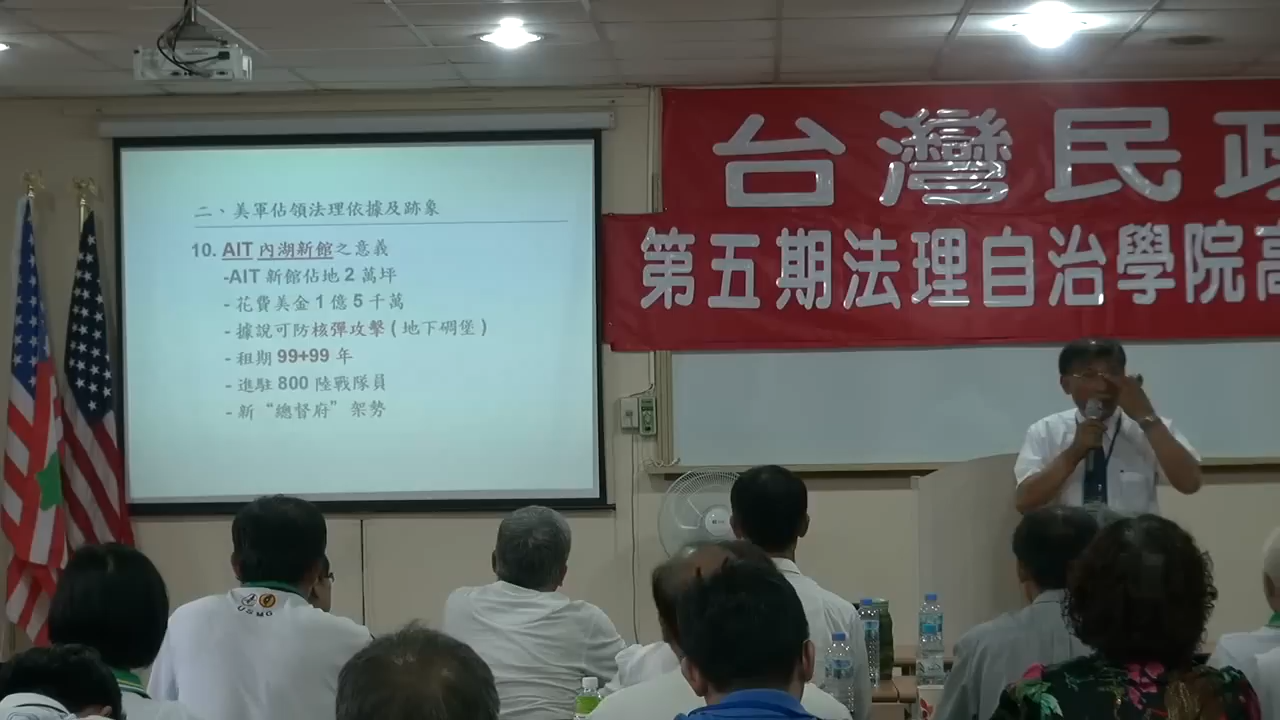 二、美軍佔領法理依據及跡象
10. AIT 內湖新館之意義
-AIT 新館佔地 2 萬坪
- 花費美金 1 億 5 千萬
- 據說可防核彈攻擊 ( 地下碉堡 )
- 租期 99+99 年
- 進駐 800 陸戰隊員
- 新 “總督府” 架勢
台灣民政
第五期法理自治學院高
USMG